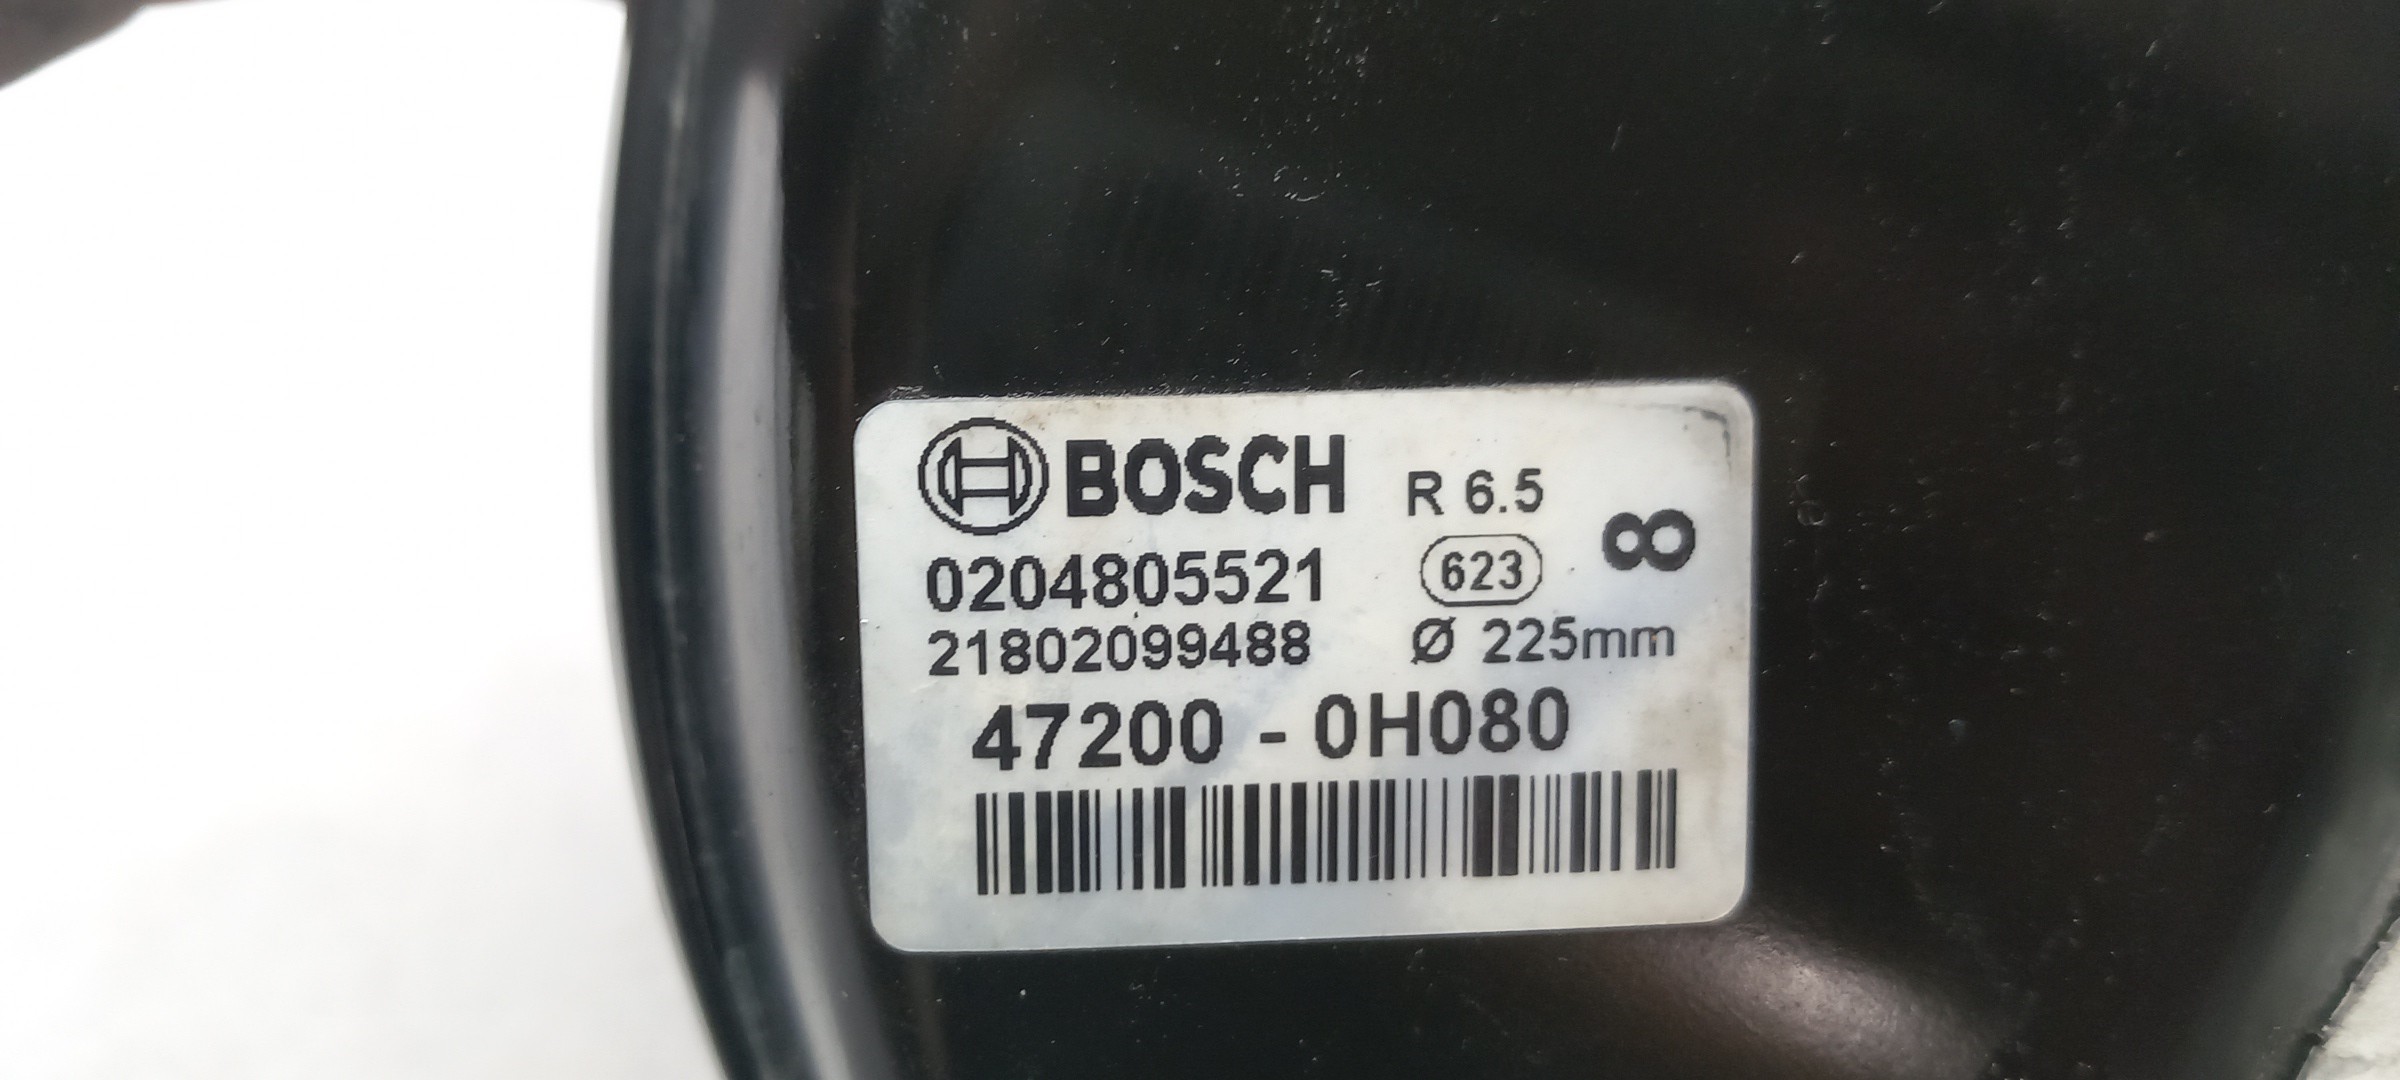 BOSCH R 6.5
0204805521 623 8
21802099488 Ø 225mm
47200 - 0H080